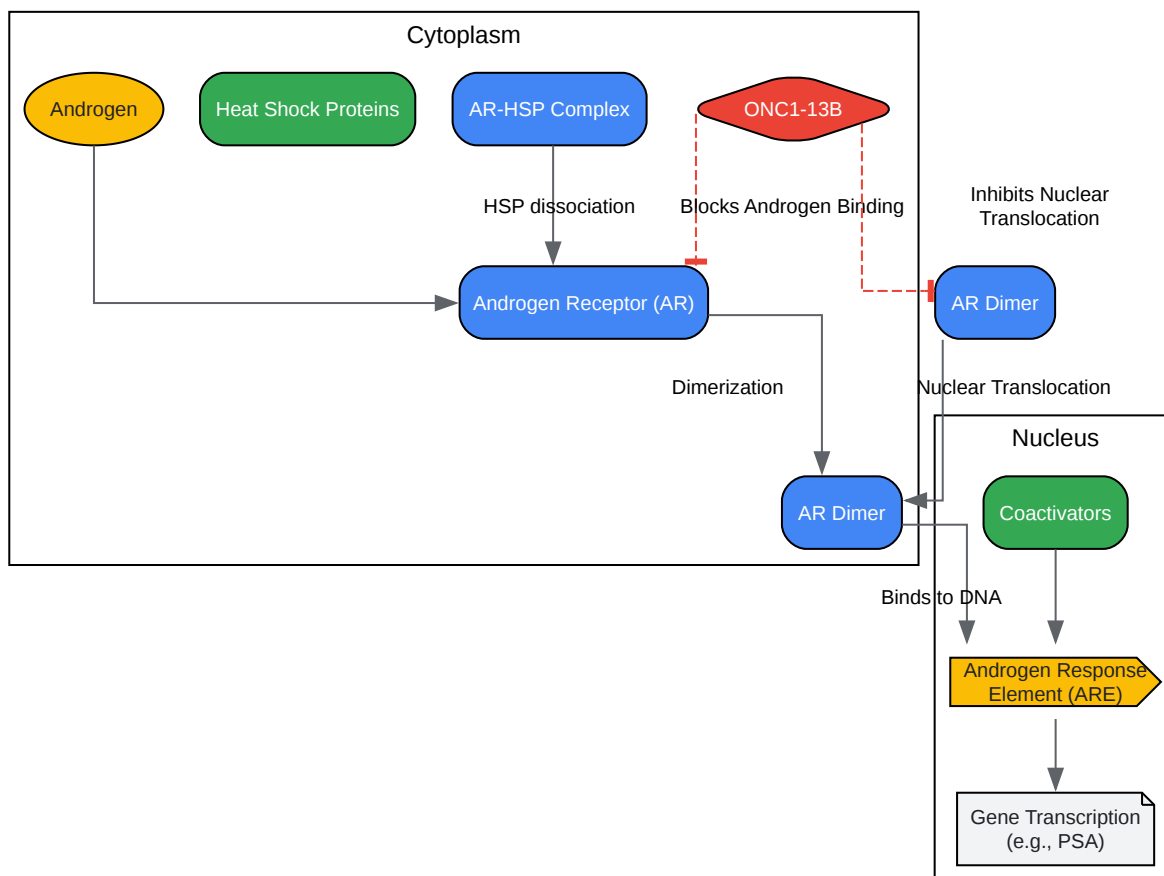 Cytoplasm
Androgen
Heat Shock Proteins
AR-HSP Complex
ONC1-13B
HSP dissociation
Blocks Androgen Binding
Inhibits Nuclear
Translocation
Androgen Receptor (AR)
AR Dimer
Dimerization
Nuclear Translocation
Nucleus
AR Dimer
Coactivators
Binds to DNA
Androgen Response
Element (ARE)
Gene Transcription
(e.g., PSA)